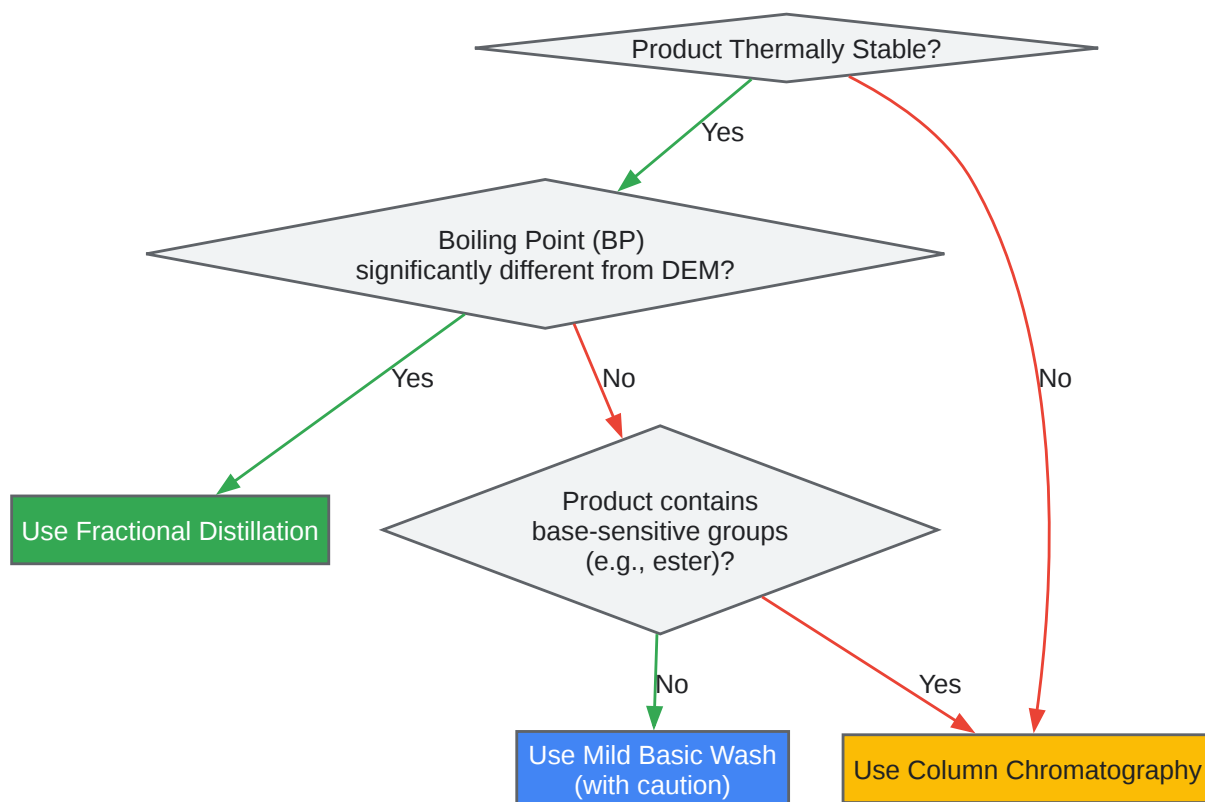 Product Thermally Stable?
Yes
Boiling Point (BP)
significantly different from DEM?
Yes
No
No
Product contains
base-sensitive groups
(e.g., ester)?
No
Yes
Use Fractional Distillation
Use Mild Basic Wash
(with caution)
Use Column Chromatography